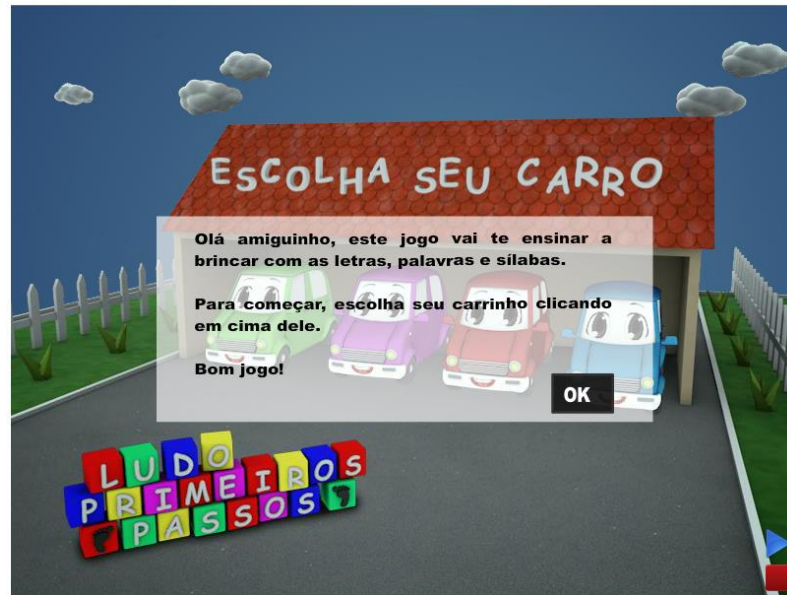 ESCOLHA SEU CARRO
Olá amiguinho, este jogo vai te ensinar a
brincar com as letras, palavras e sílabas.
Para começar, escolha seu carrinho clicando
em cima dele.
Bom jogo!
OK
LUDO
PRIMEIROS
PASSOS